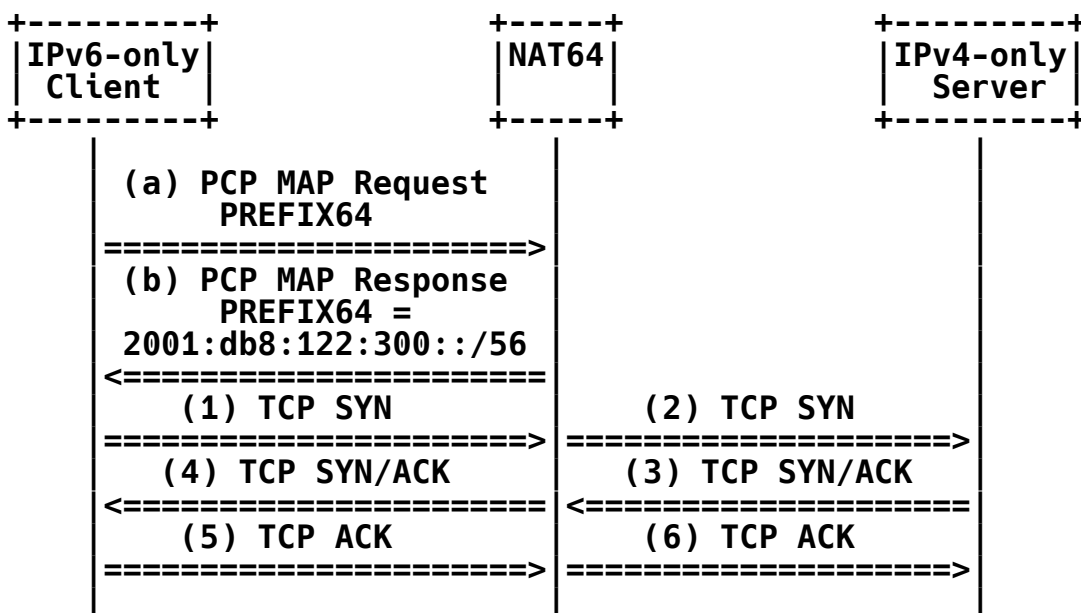 +---------+ +-----+ +---------+
|IPv6-only| |NAT64| |IPv4-only|
| Client | | | | Server |
+---------+ +-----+ +---------+
(a) PCP MAP Request
PREFIX64
======================>
(b) PCP MAP Response
PREFIX64 =
2001:db8:122:300::/56
<======================
(1) TCP SYN (2) TCP SYN
======================> ====================>
(4) TCP SYN/ACK (3) TCP SYN/ACK
<====================== <====================
(5) TCP ACK (6) TCP ACK
======================> ====================>